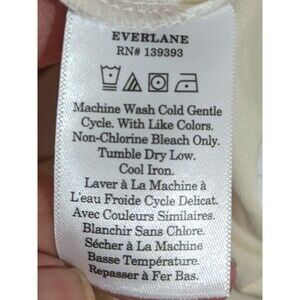 EVERLANE
RN# 139393
Machine Wash Cold Gentle
Cycle. With Like Colors.
Non-Chlorine Bleach Only.
Tumble Dry Low.
Cool Iron.
Laver à La Machine à
L'eau Froide Cycle Delicat.
Avec Couleurs Similaires.
Blanchir Sans Chlore.
Sécher à La Machine
Basse Température.
Repasser à Fer Bas.